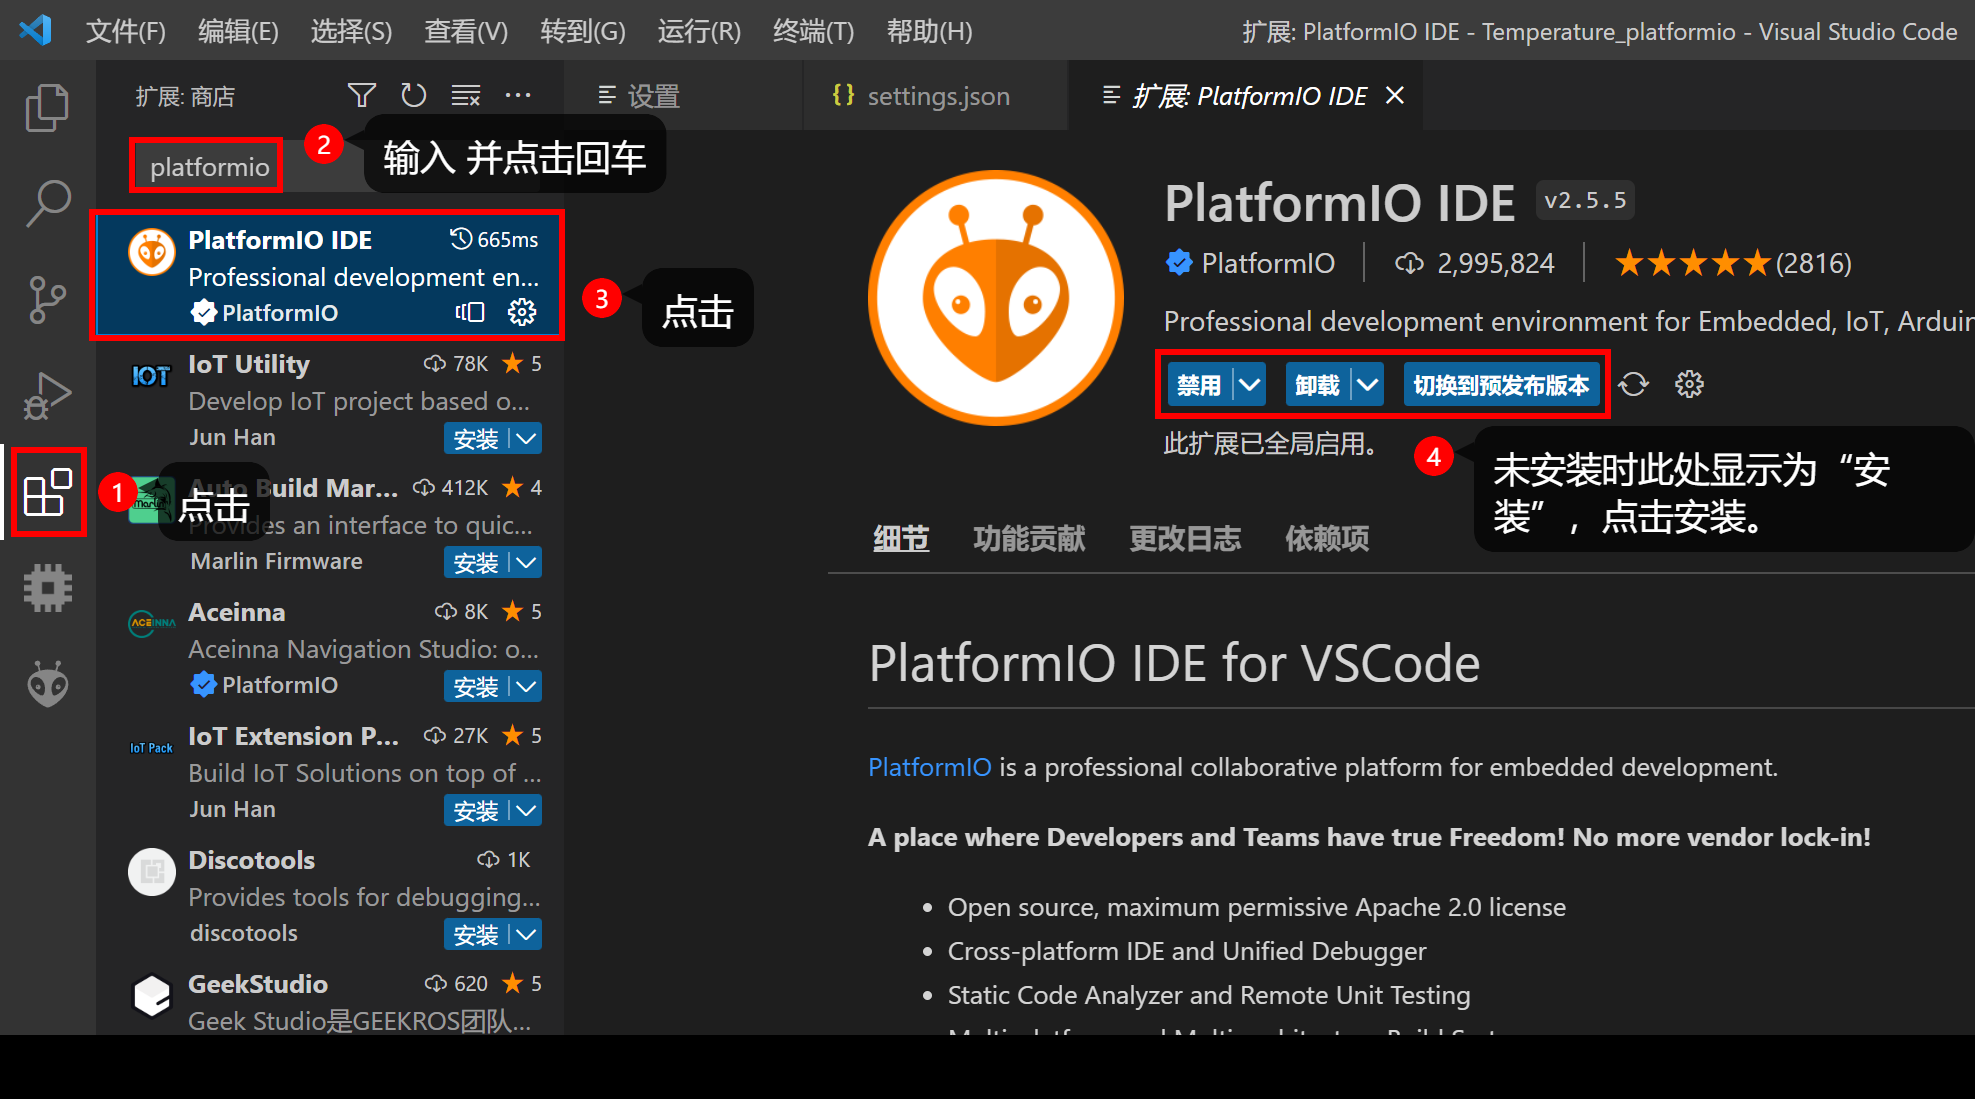 文件(F) 编辑(E) 选择(S) 查看(V) 转到(G) 运行(R) 终端(T) 帮助(H) 扩展: PlatformIO IDE - Temperature_platformio - Visual Studio Code
扩展: 商店
设置
{} settings.json
扩展: PlatformIO IDE
platformio
2 输入 并点击回车
PlatformIO IDE 665ms
Professional development en...
PlatformIO
3 点击
IOT
IoT Utility 78K 5
Develop IoT project based o...
Jun Han 安装
1 点击
Marlin
Auto Build Mar... 412K 4
Provides an interface to quic...
Marlin Firmware 安装
ACEINNA
Aceinna 8K 5
Aceinna Navigation Studio: o...
PlatformIO 安装
IoT Pack
IoT Extension P... 27K 5
Build IoT Solutions on top of ...
Jun Han 安装
Discotools 1K
Provides tools for debugging,...
discotools 安装
GeekStudio 620 5
Geek Studio是GEEKROS团队...
PlatformIO IDE v2.5.5
PlatformIO 2,995,824 (2816)
Professional development environment for Embedded, IoT, Arduin
禁用 卸载 切换到预发布版本
此扩展已全局启用。
4 未安装时此处显示为“安
装”，点击安装。
细节 功能贡献 更改日志 依赖项
PlatformIO IDE for VSCode
PlatformIO is a professional collaborative platform for embedded development.
A place where Developers and Teams have true Freedom! No more vendor lock-in!
• Open source, maximum permissive Apache 2.0 license
• Cross-platform IDE and Unified Debugger
• Static Code Analyzer and Remote Unit Testing